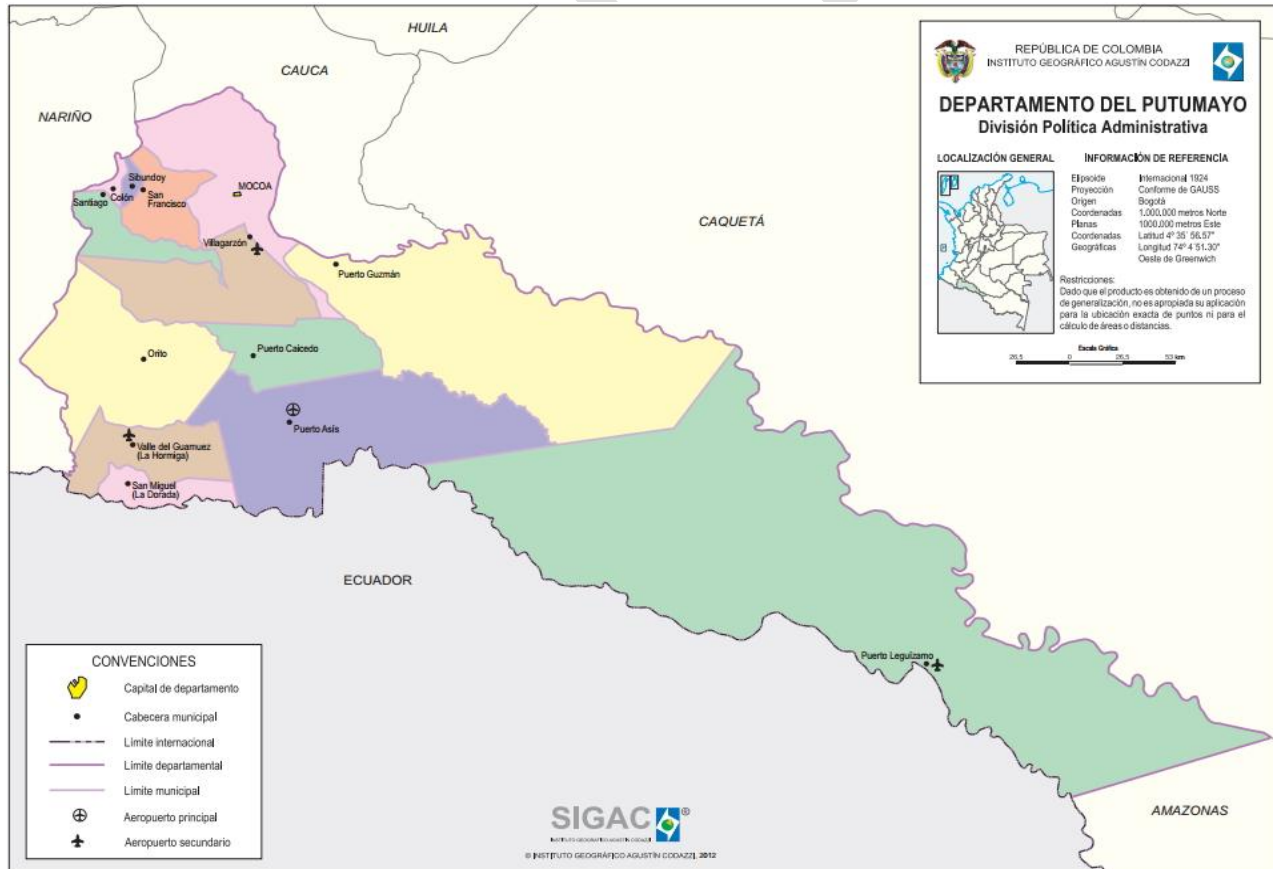 HUILA
CAUCA
NARIÑO
CAQUETÁ
Sibundoy
Colón
San
Francisco
Santiago
MOCOA
Villagarzón
Puerto Guzmán
Orito
Puerto Caicedo
Puerto Asís
Valle del Guamuez
(La Hormiga)
San Miguel
(La Dorada)
ECUADOR
Puerto Leguízamo
AMAZONAS
REPÚBLICA DE COLOMBIA
INSTITUTO GEOGRÁFICO AGUSTÍN CODAZZI
DEPARTAMENTO DEL PUTUMAYO
División Política Administrativa
LOCALIZACIÓN GENERAL
INFORMACIÓN DE REFERENCIA
Elipsoide Internacional 1924
Proyección Conforme de GAUSS
Origen Bogotá
Coordenadas 1,000,000 metros Norte
Planas 1000,000 metros Este
Coordenadas Latitud 4º 35´ 56.57"
Geográficas Longitud 74º 4´51.30"
Oeste de Greenwich
Restricciones:
Dado que el producto es obtenido de un proceso
de generalización, no es apropiada su aplicación
para la ubicación exacta de puntos ni para el
cálculo de áreas o distancias.
Escala Gráfica
26,5 0 26,5 53 km
CONVENCIONES
Capital de departamento
Cabecera municipal
Límite internacional
Límite departamental
Límite municipal
Aeropuerto principal
Aeropuerto secundario
SIGAC ®
INSTITUTO GEOGRÁFICO AGUSTÍN CODAZZI
© INSTITUTO GEOGRÁFICO AGUSTÍN CODAZZI, 2012